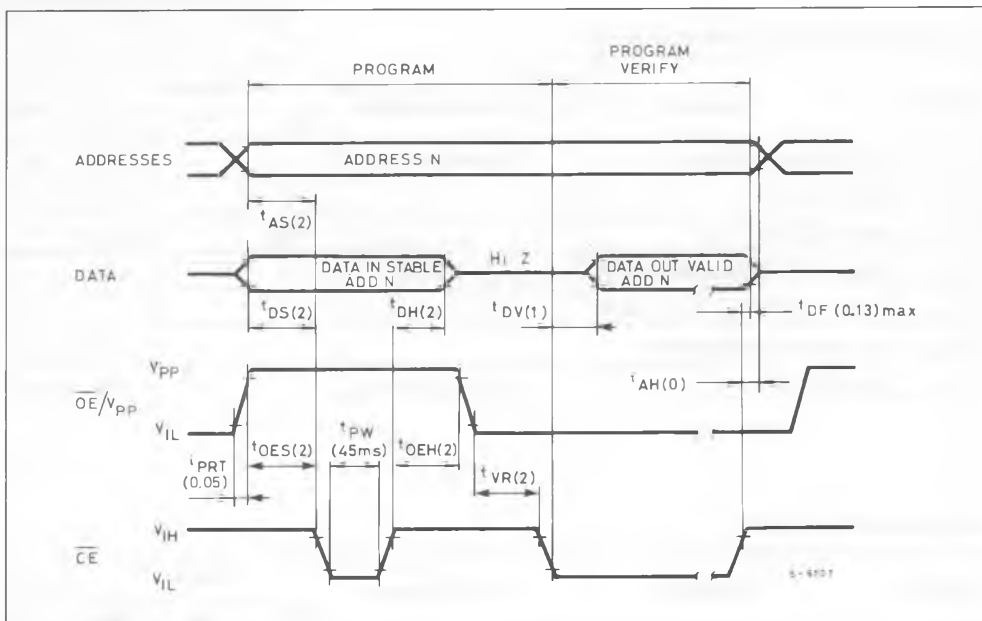 PROGRAM
PROGRAM
VERIFY
ADDRESSES
ADDRESS N
tAS(2)
DATA
DATA IN STABLE
ADD N
Hi Z
DATA OUT VALID
ADD N
tDS(2)
tDH(2)
tDV(1)
tDF (0.13) max
VPP
OE/VPP
VIL
tAH(0)
tPRT
(0.05)
tOES(2)
tPW
(45ms)
tOEH(2)
tVR(2)
VIH
CE
VIL